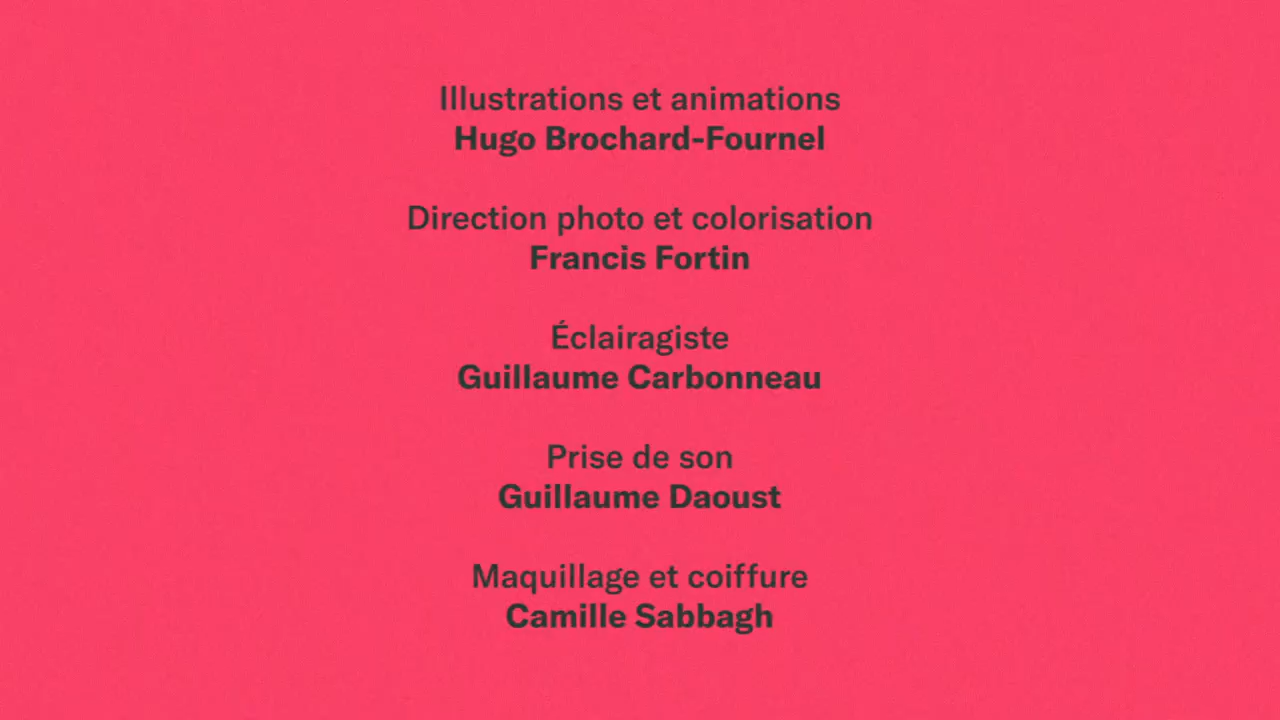 Illustrations et animations
Hugo Brochard-Fournel
Direction photo et colorisation
Francis Fortin
Éclairagiste
Guillaume Carbonneau
Prise de son
Guillaume Daoust
Maquillage et coiffure
Camille Sabbagh